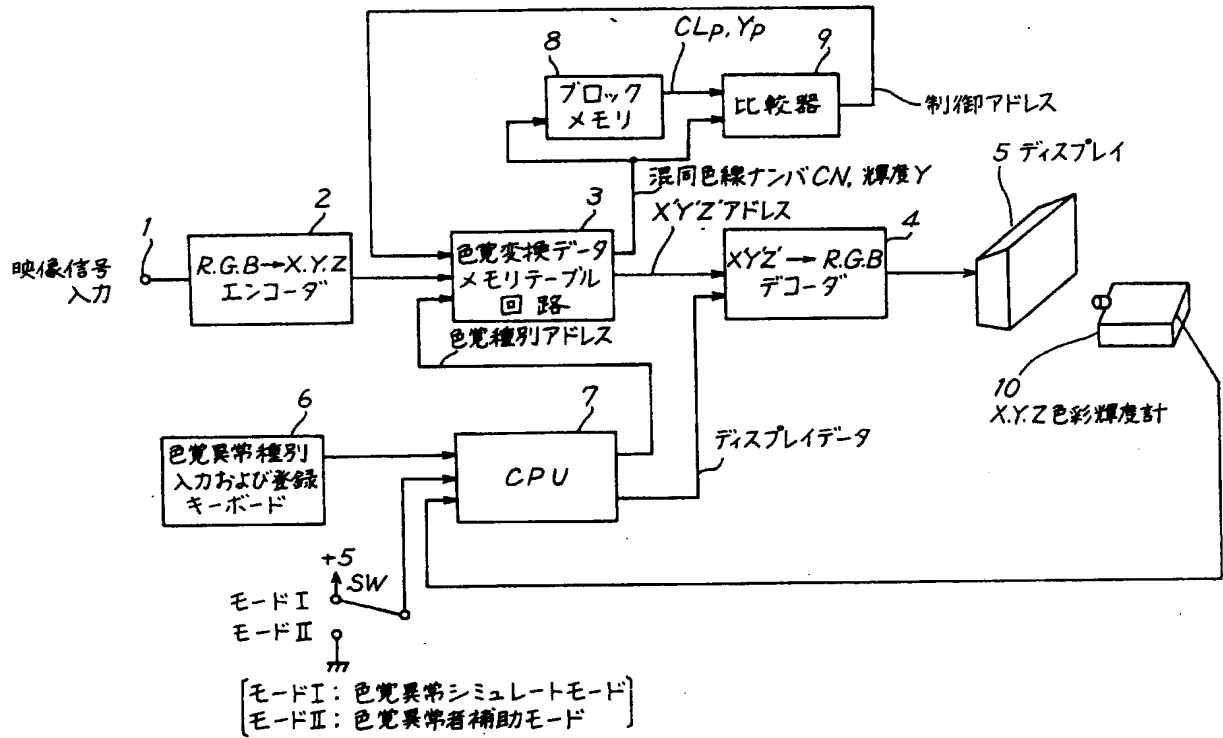 CLP, YP
8
9
ブロック
メモリ
比較器
制御アドレス
5 ディスプレイ
混同色線ナンバCN, 輝度Y
X'Y'Z'アドレス
1
2
3
4
映像信号
入力
R.G.B→X.Y.Z
エンコーダ
色覚変換データ
メモリテーブル
回路
X'Y'Z'→R.G.B
デコーダ
色覚種別アドレス
10
X.Y.Z色彩輝度計
6
7
色覚異常種別
入力および登録
キーボード
CPU
ディスプレイデータ
+5
SW
モードⅠ
モードⅡ
モードⅠ: 色覚異常シミュレートモード
モードⅡ: 色覚異常者補助モード